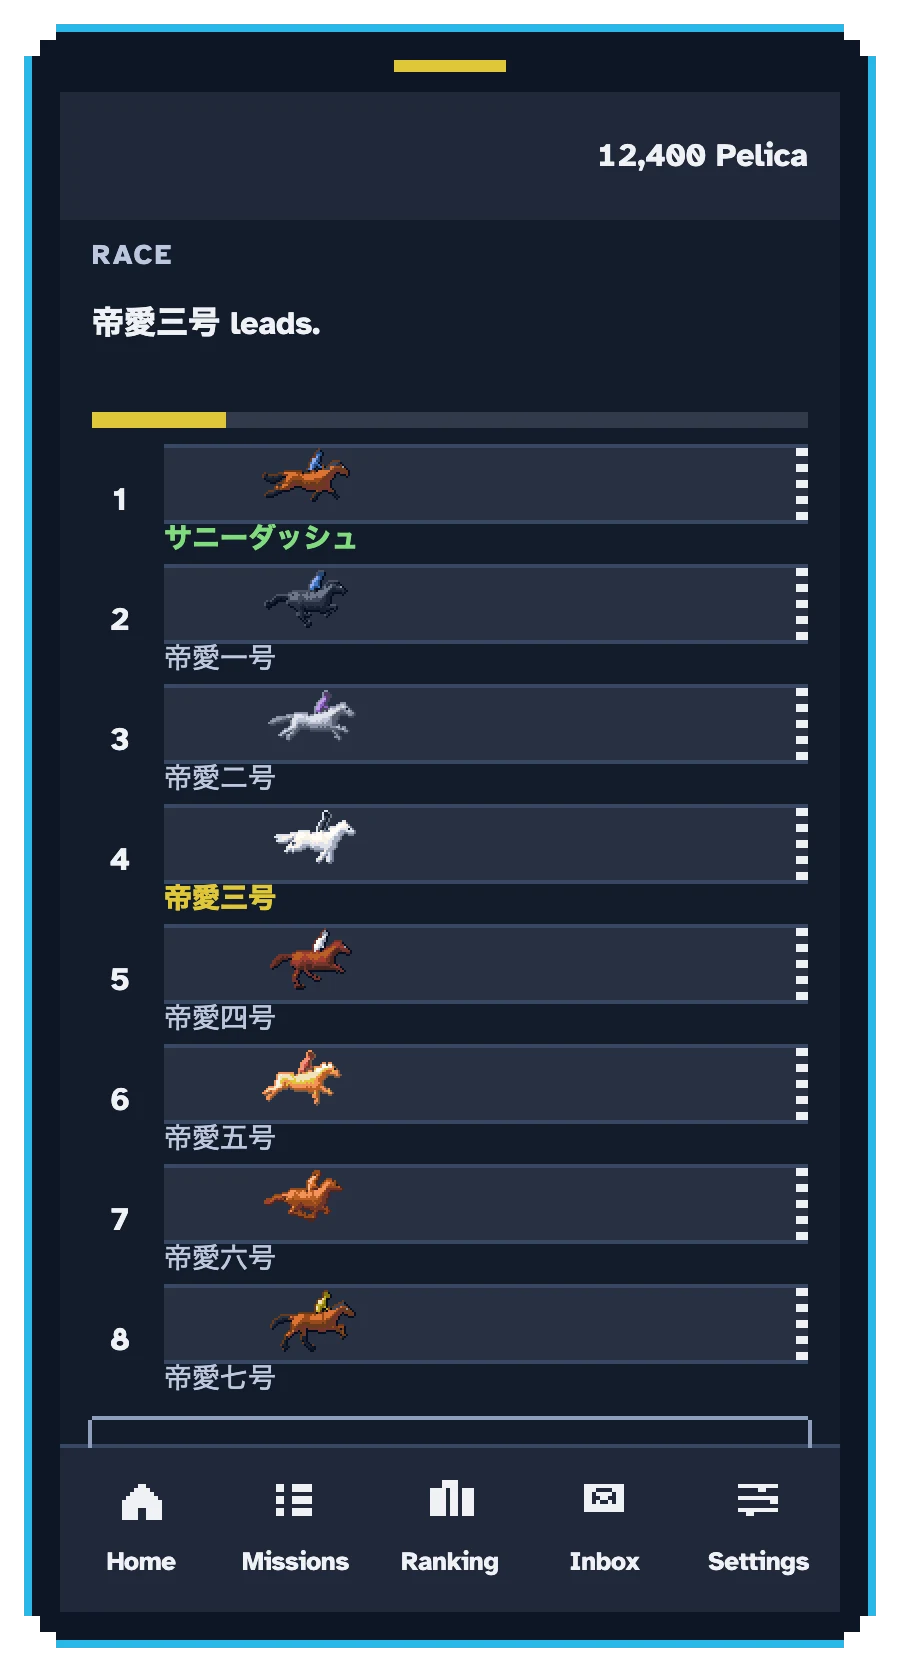 12,400 Pelica
RACE
帝愛三号 leads.
1
サニーダッシュ
2
帝愛一号
3
帝愛二号
4
帝愛三号
5
帝愛四号
6
帝愛五号
7
帝愛六号
8
帝愛七号
Home Missions Ranking Inbox Settings